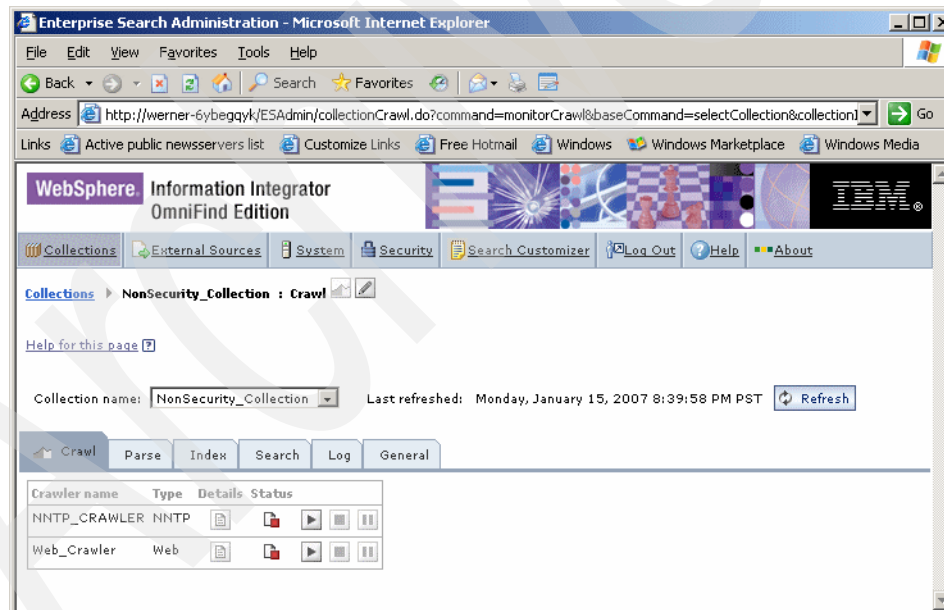 Enterprise Search Administration - Microsoft Internet Explorer
File Edit View Favorites Tools Help
Back Search Favorites
Address http://werner-6ybegqyk/ESAdmin/collectionCrawl.do?command=monitorCrawl&baseCommand=selectCollection&collectionI Go
Links Active public newsservers list Customize Links Free Hotmail Windows Windows Marketplace Windows Media
WebSphere. Information Integrator
OmniFind Edition
IBM®
Collections External Sources System Security Search Customizer Log Out Help About
Collections NonSecurity_Collection : Crawl
Help for this page ?
Collection name: NonSecurity_Collection Last refreshed: Monday, January 15, 2007 8:39:58 PM PST Refresh
Crawl Parse Index Search Log General
Crawler name Type Details Status
NNTP_CRAWLER NNTP
Web_Crawler Web